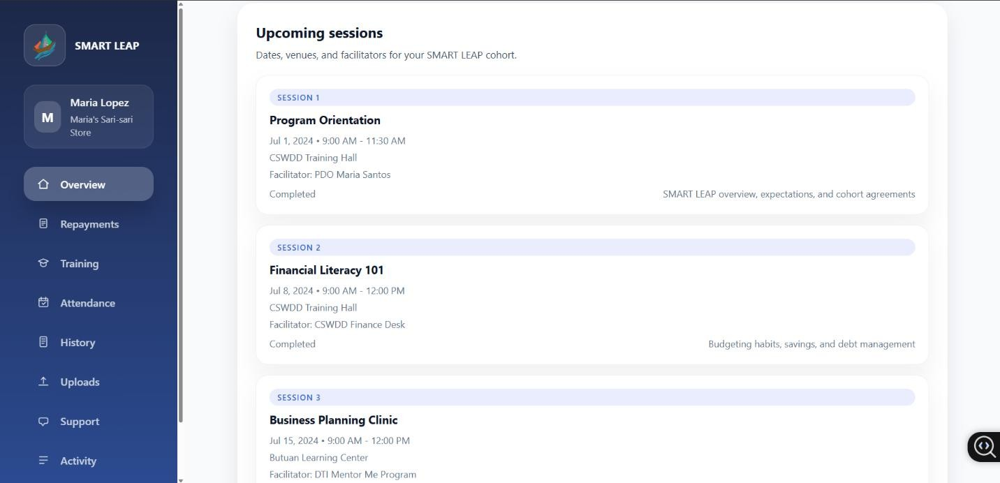 SMART LEAP
M
Maria Lopez
Maria's Sari-sari
Store
Overview
Repayments
Training
Attendance
History
Uploads
Support
Activity
Upcoming sessions
Dates, venues, and facilitators for your SMART LEAP cohort.
SESSION 1
Program Orientation
Jul 1, 2024 • 9:00 AM - 11:30 AM
CSWDD Training Hall
Facilitator: PDO Maria Santos
Completed
SMART LEAP overview, expectations, and cohort agreements
SESSION 2
Financial Literacy 101
Jul 8, 2024 • 9:00 AM - 12:00 PM
CSWDD Training Hall
Facilitator: CSWDD Finance Desk
Completed
Budgeting habits, savings, and debt management
SESSION 3
Business Planning Clinic
Jul 15, 2024 • 9:00 AM - 12:00 PM
Butuan Learning Center
Facilitator: DTI Mentor Me Program